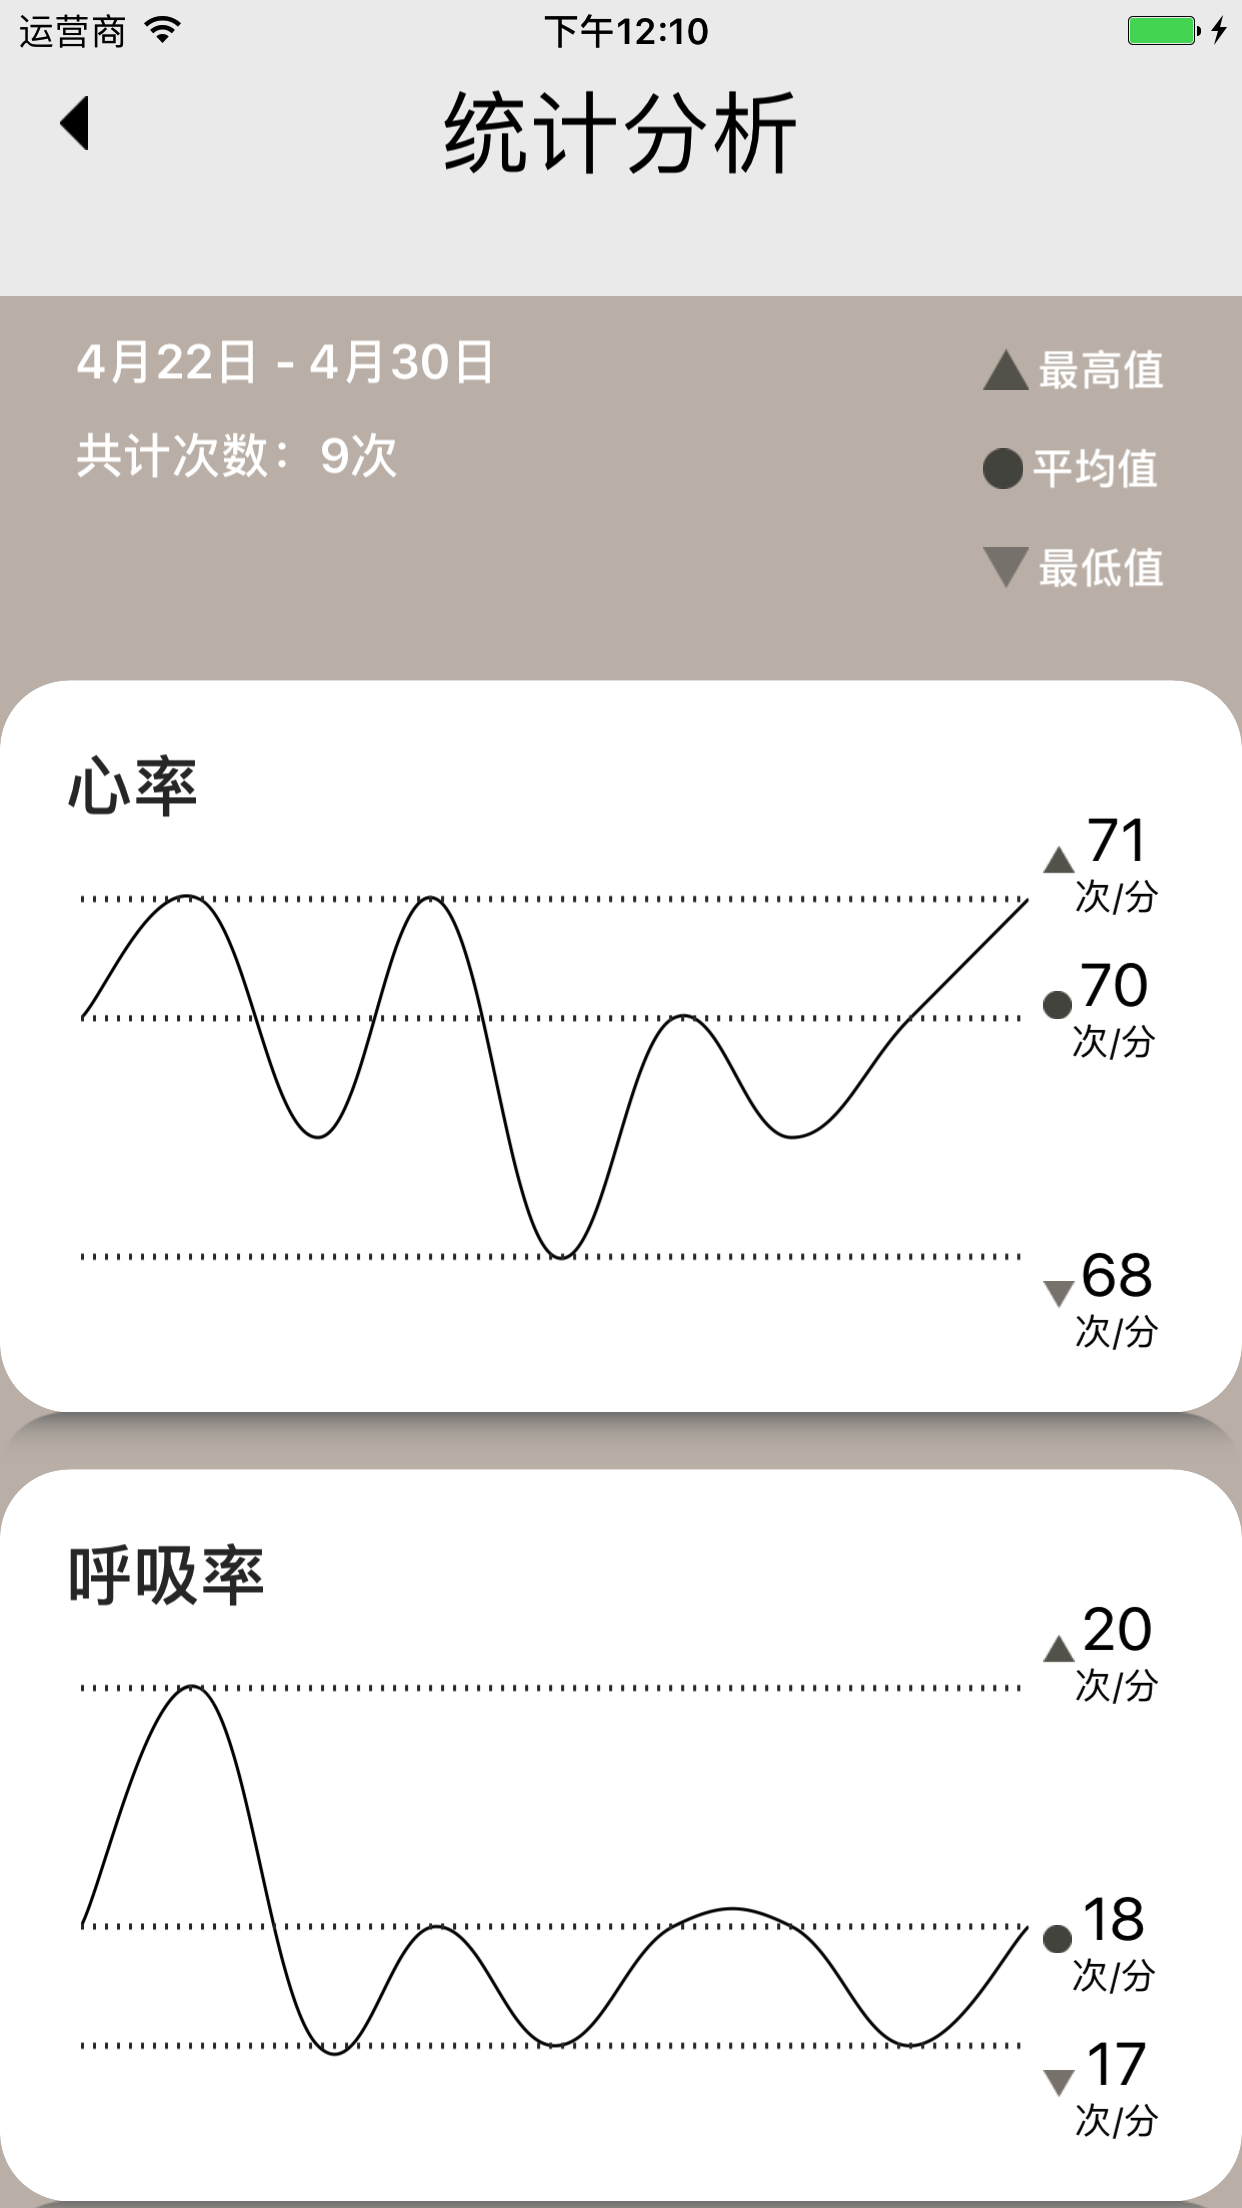 运营商 下午12:10
统计分析
4月22日 - 4月30日
共计次数：9次
最高值
平均值
最低值
心率
71
次/分
70
次/分
68
次/分
呼吸率
20
次/分
18
次/分
17
次/分